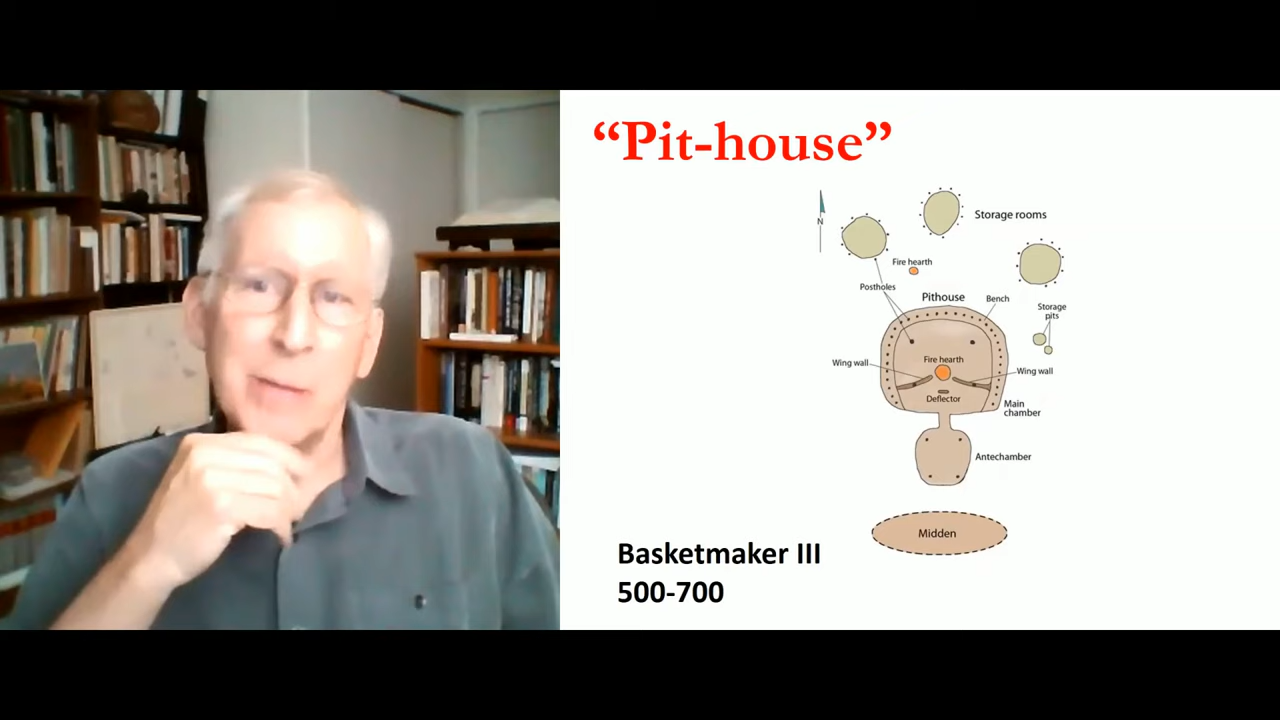 “Pit-house”
N
Storage rooms
Fire hearth
Postholes
Pithouse
Bench
Storage
pits
Wing wall
Fire hearth
Wing wall
Deflector
Main
chamber
Antechamber
Midden
Basketmaker III
500-700